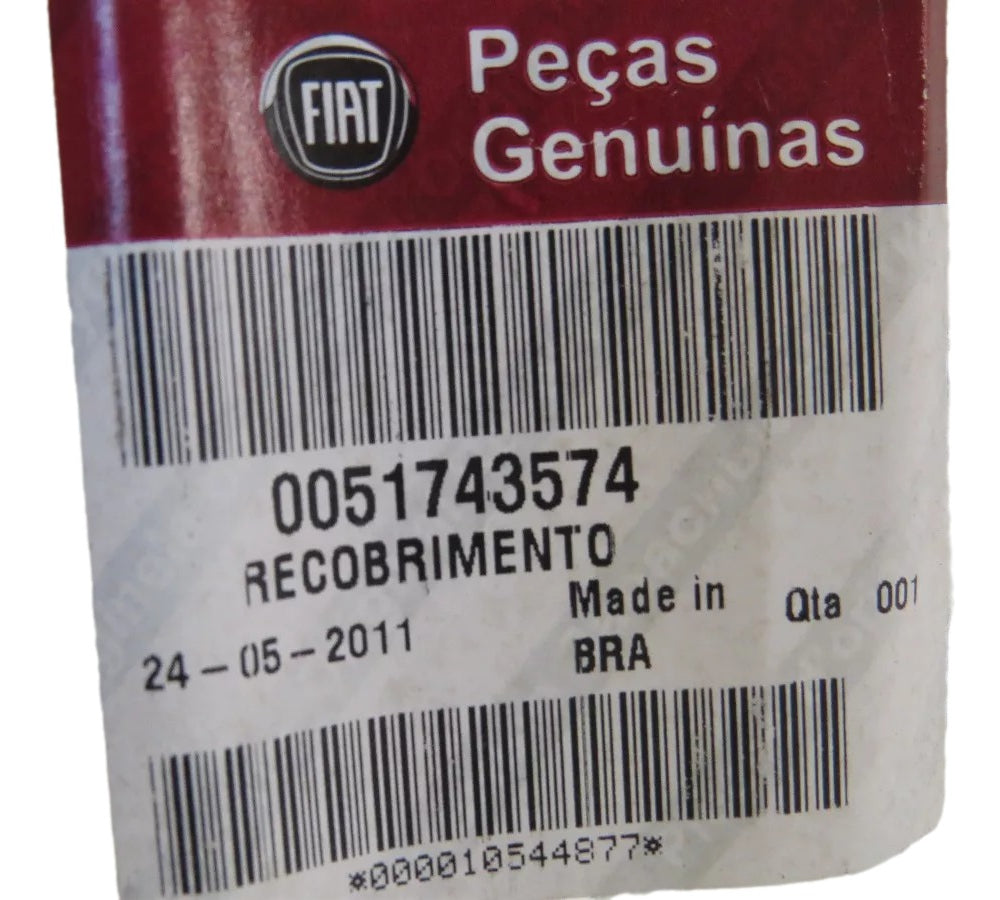 FIAT
Peças
Genuínas
0051743574
RECOBRIMENTO
Made in
Qta 001
24-05-2011
BRA
*000010544877*